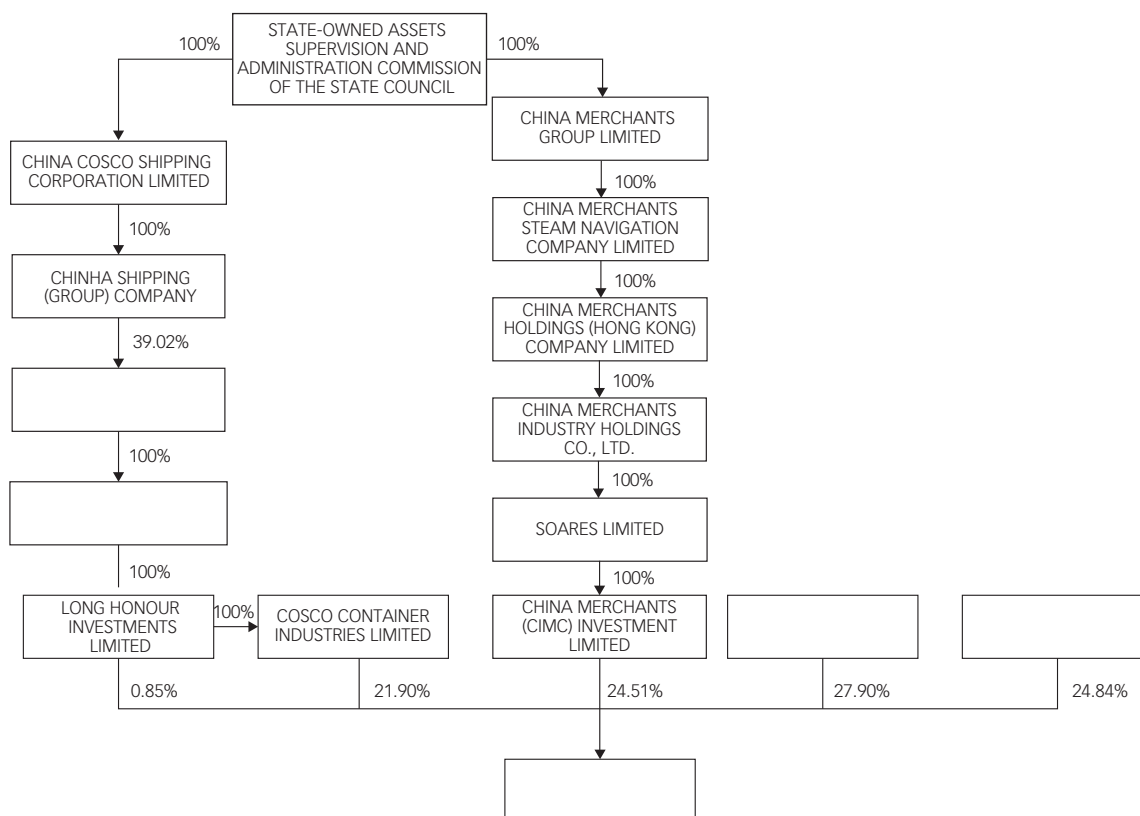 STATE-OWNED ASSETS
SUPERVISION AND
ADMINISTRATION COMMISSION
OF THE STATE COUNCIL
100%
100%
CHINA MERCHANTS
GROUP LIMITED
CHINA COSCO SHIPPING
CORPORATION LIMITED
100%
100%
CHINA MERCHANTS
STEAM NAVIGATION
COMPANY LIMITED
CHINHA SHIPPING
(GROUP) COMPANY
100%
CHINA MERCHANTS
HOLDINGS (HONG KONG)
COMPANY LIMITED
39.02%
100%
CHINA MERCHANTS
INDUSTRY HOLDINGS
CO., LTD.
100%
100%
SOARES LIMITED
100%
100%
LONG HONOUR
INVESTMENTS
LIMITED
100%
COSCO CONTAINER
INDUSTRIES LIMITED
CHINA MERCHANTS
(CIMC) INVESTMENT
LIMITED
0.85%
21.90%
24.51%
27.90%
24.84%